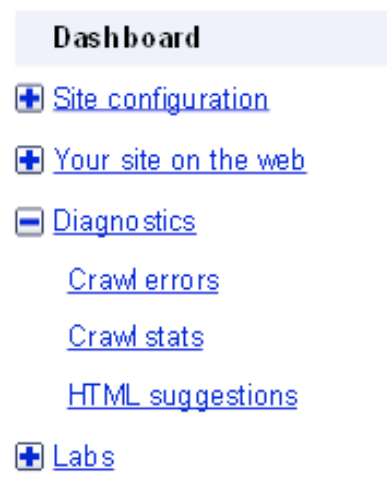 Dashboard
Site configuration
Your site on the web
Diagnostics
Crawl errors
Crawl stats
HTML suggestions
Labs